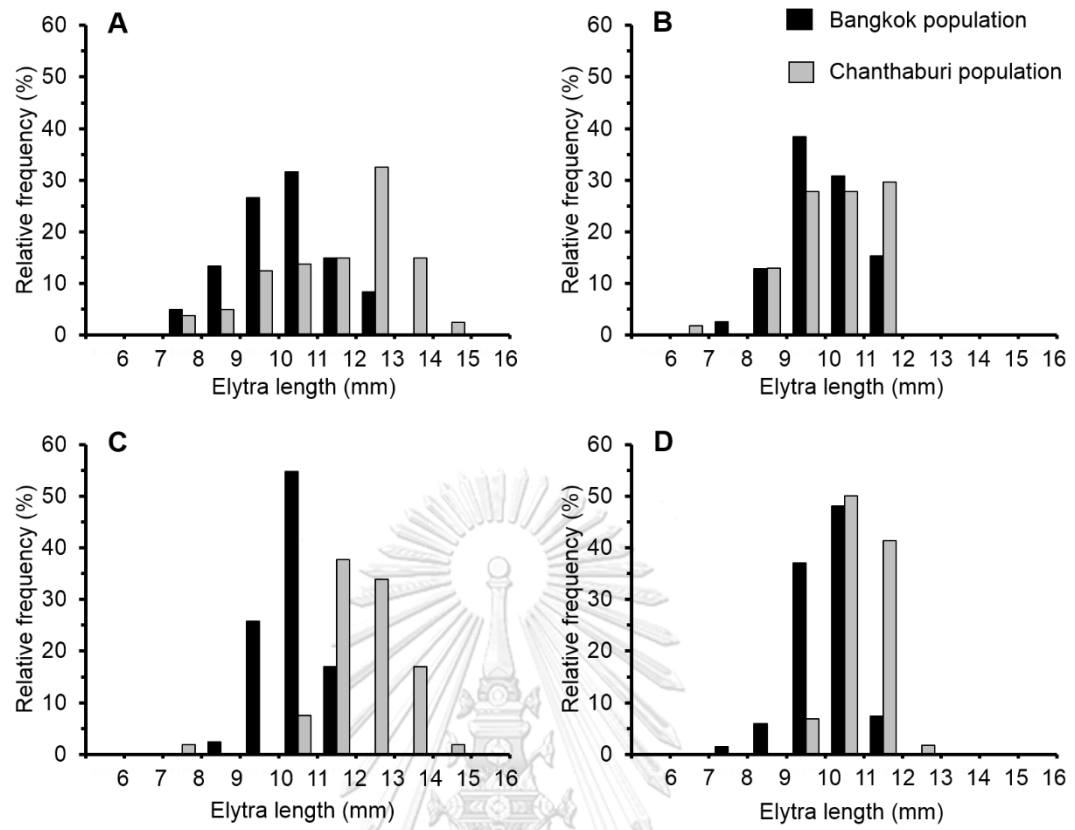 A
60
50
40
30
20
10
0
Relative frequency (%)
6 7 8 9 10 11 12 13 14 15 16
Elytra length (mm)
B
Bangkok population
Chanthaburi population
60
50
40
30
20
10
0
Relative frequency (%)
6 7 8 9 10 11 12 13 14 15 16
Elytra length (mm)
C
60
50
40
30
20
10
0
Relative frequency (%)
6 7 8 9 10 11 12 13 14 15 16
Elytra length (mm)
D
60
50
40
30
20
10
0
Relative frequency (%)
6 7 8 9 10 11 12 13 14 15 16
Elytra length (mm)